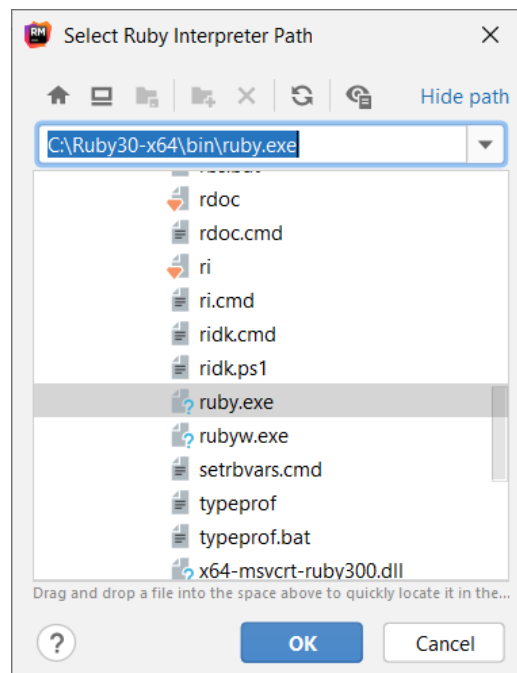 RM
Select Ruby Interpreter Path
Hide path
C:\Ruby30-x64\bin\ruby.exe
rdoc
rdoc.cmd
ri
ri.cmd
ridk.cmd
ridk.ps1
ruby.exe
rubyw.exe
setrbvars.cmd
typeprof
typeprof.bat
x64-msvcrt-ruby300.dll
Drag and drop a file into the space above to quickly locate it in the...
?
OK
Cancel